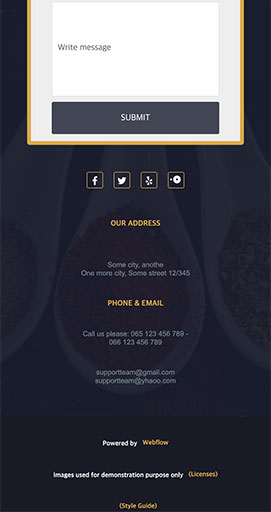 Write message
SUBMIT
OUR ADDRESS
Some city, anothe
One more city, Some street 12/345
PHONE & EMAIL
Call us please: 065 123 456 789 -
066 123 456 789
supportteam@gmail.com
supportteam@yhaoo.com
Powered by Webflow
Images used for demonstration purpose only (Licenses)
(Style Guide)